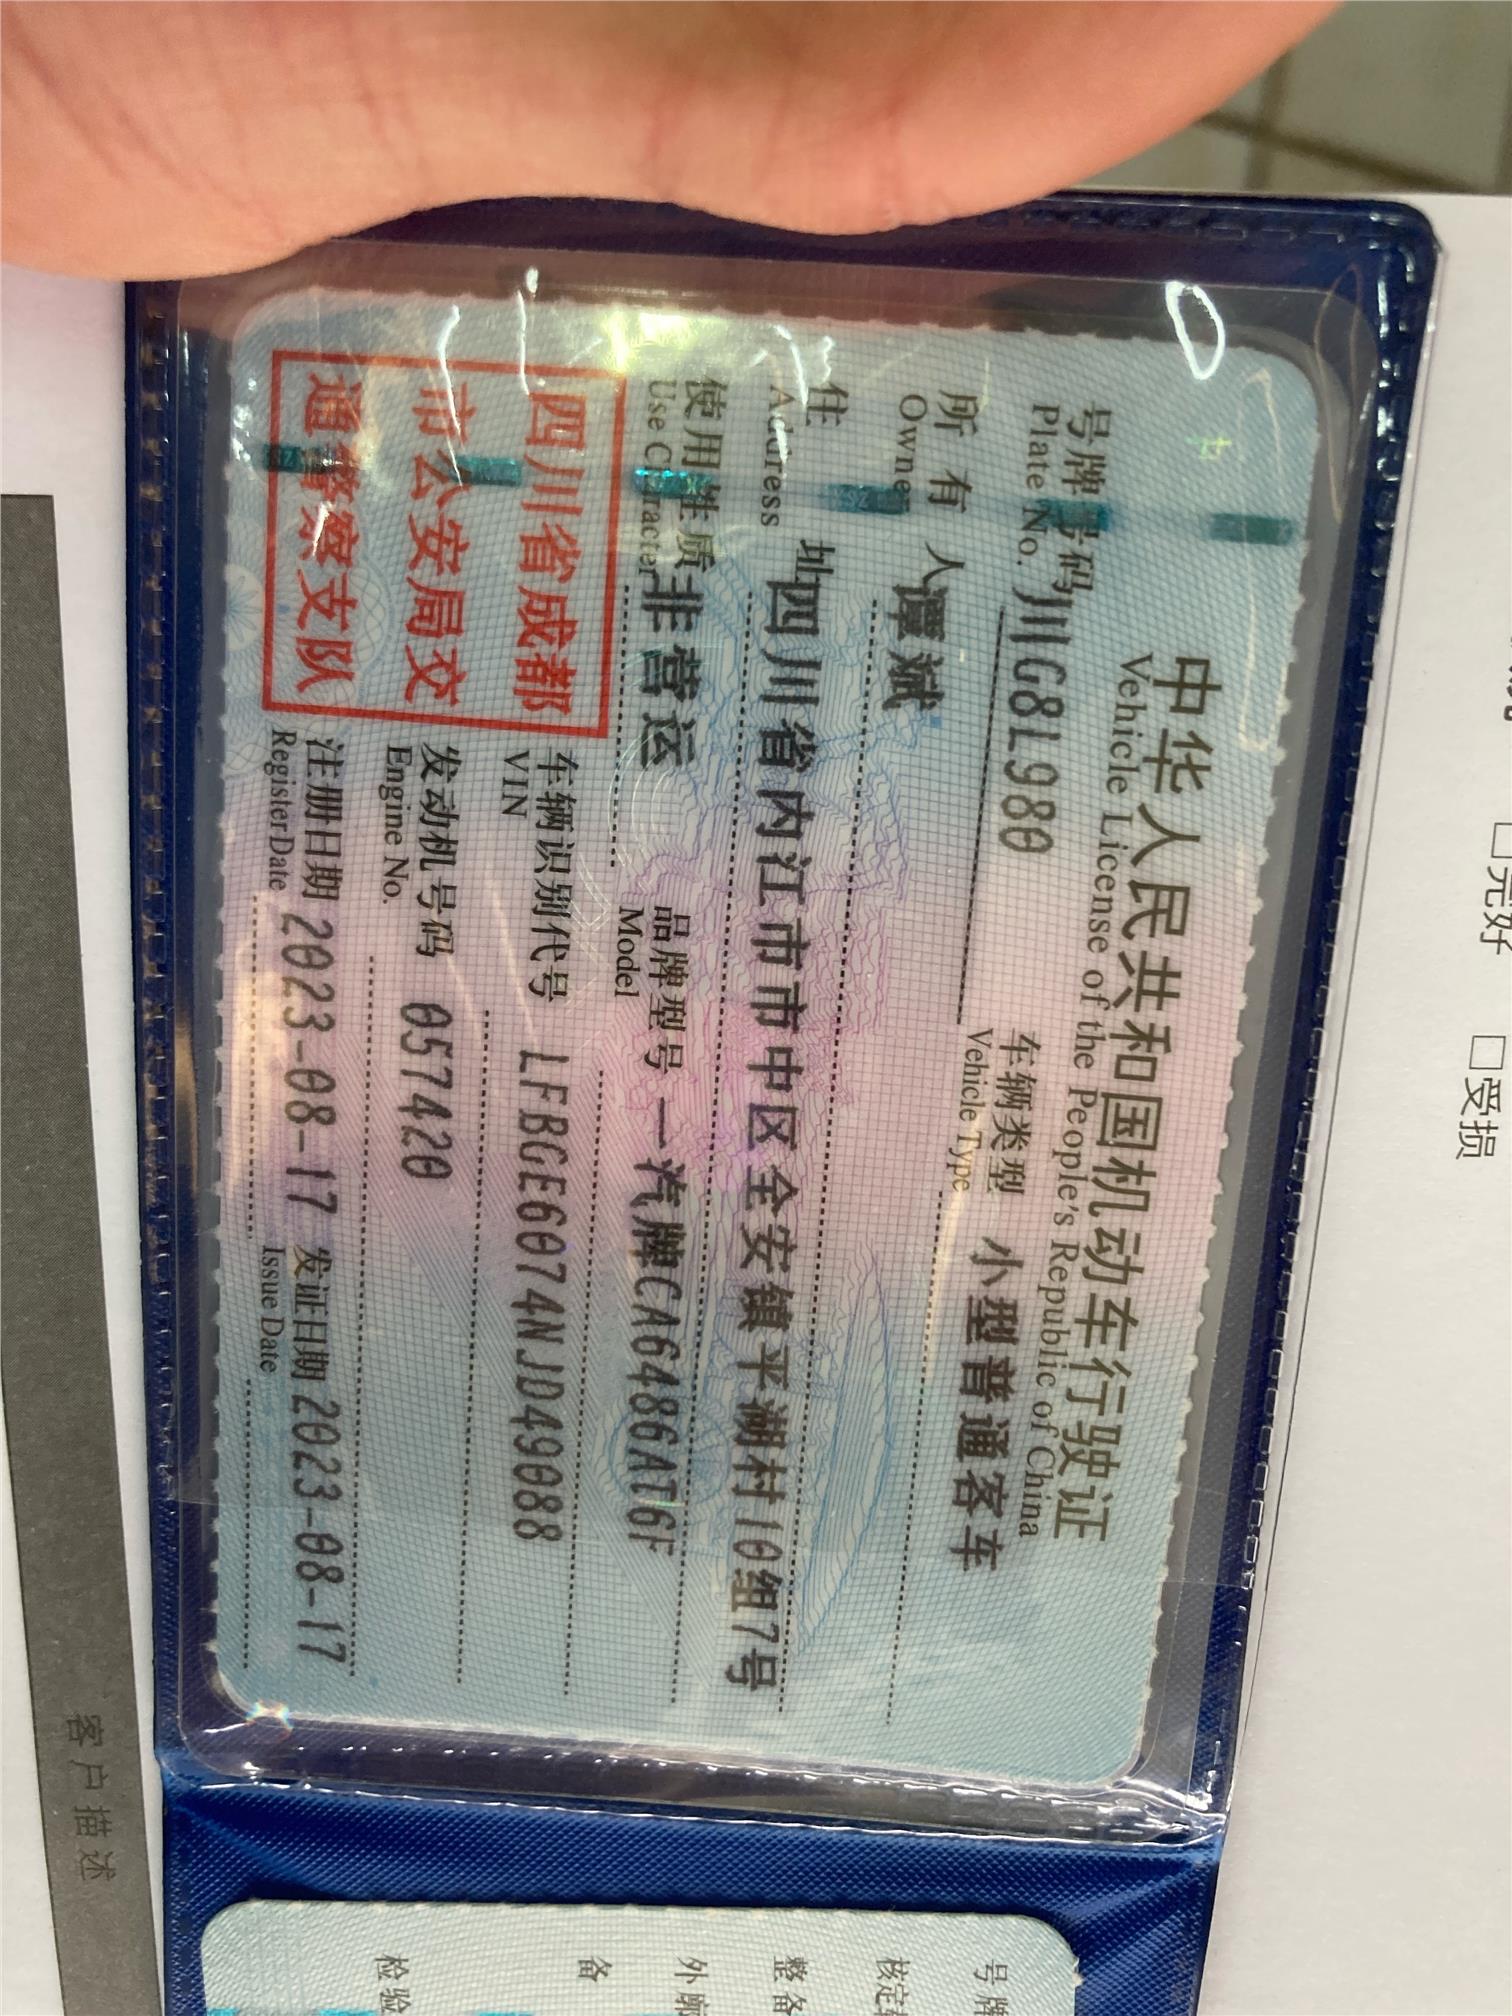 中华人民共和国机动车行驶证
Vehicle License of the People's Republic of China
号牌号码 川G8L980 车辆类型 小型普通客车
Plate No. Vehicle Type
所有人 谭斌
Owner
住址 四川省内江市市中区全安镇平湖村10组7号
Address
使用性质 非营运 品牌型号 一汽牌CA6486AT6F
Use Character Model
四川省成都
市公安局交
通警察支队
车辆识别代号 LFBGE6074NJD49088
VIN
发动机号码 057420
Engine No.
注册日期 2023-08-17 发证日期 2023-08-17
Register Date Issue Date
□完好 □受损
客户描述
号牌
核定
整备
外廓
备
检验